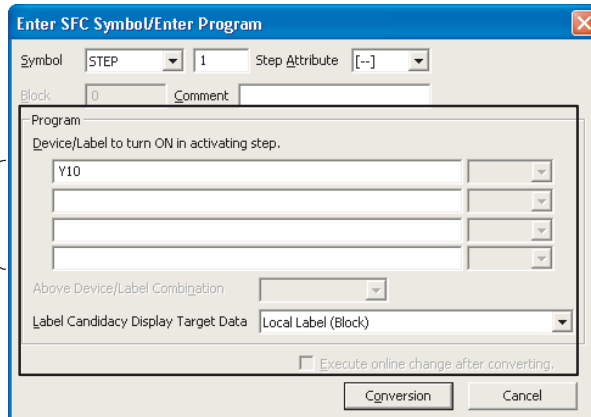 Enter SFC Symbol/Enter Program
Symbol STEP 1 Step Attribute [--]
Block 0 Comment
Program
Device/Label to turn ON in activating step.
Y10
Above Device/Label Combination
Label Candidacy Display Target Data Local Label (Block)
Execute online change after converting.
Conversion Cancel